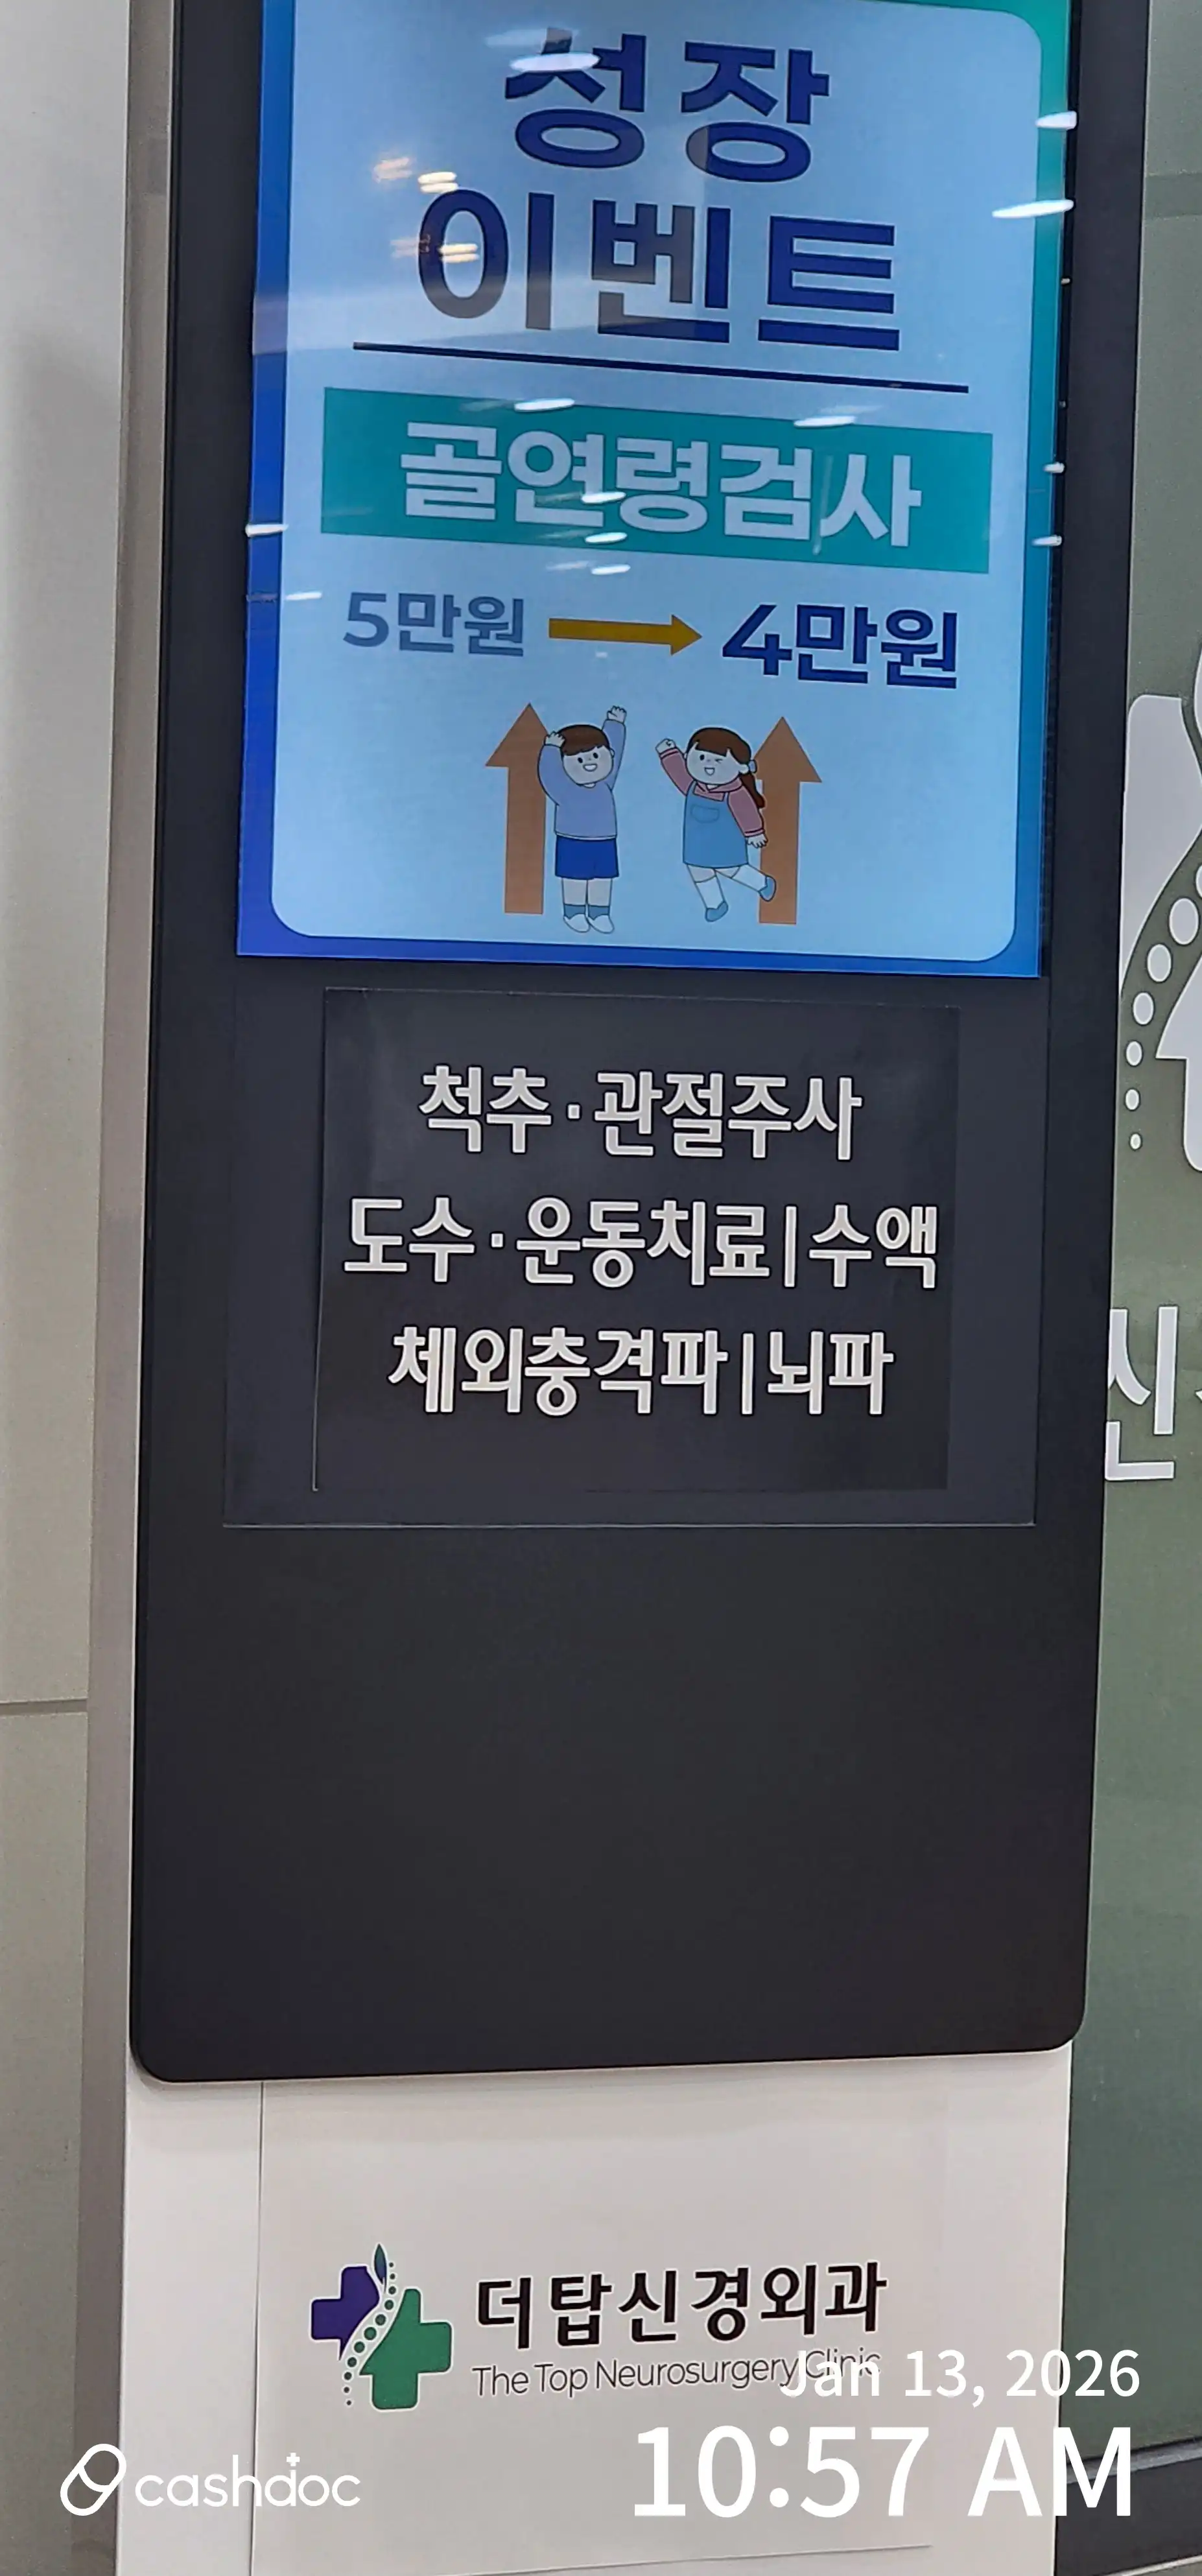 성장
이벤트
골연령검사
5만원 → 4만원
척추·관절주사
도수·운동치료|수액
체외충격파|뇌파
신
더탑신경외과
The Top Neurosurgery Clinic
Jan 13, 2026
10:57 AM
cashdoc